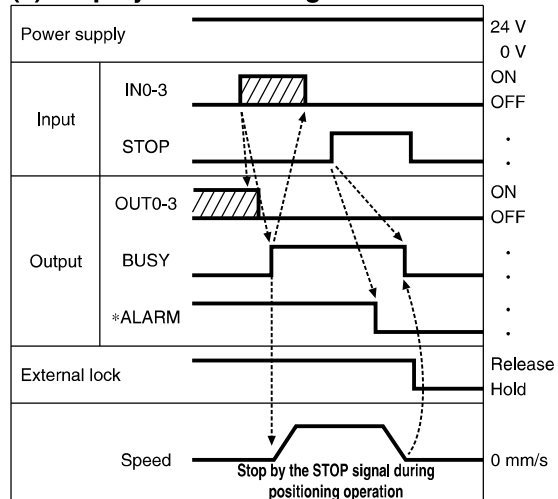 Power supply
24 V
0 V
Input
IN0-3
ON
OFF
STOP
Output
OUT0-3
ON
OFF
BUSY
*ALARM
External lock
Release
Hold
Speed
0 mm/s
Stop by the STOP signal during
positioning operation